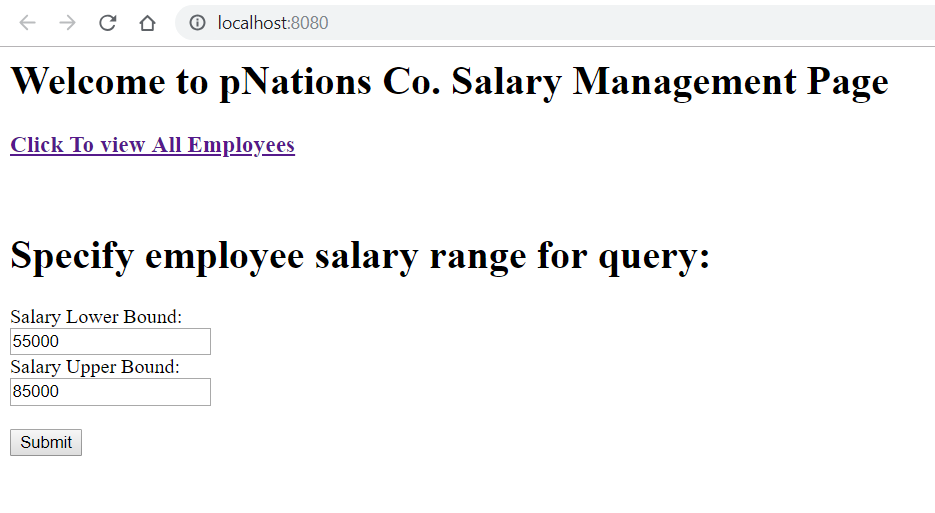 localhost:8080
Welcome to pNations Co. Salary Management Page
Click To view All Employees
Specify employee salary range for query:
Salary Lower Bound:
55000
Salary Upper Bound:
85000
Submit